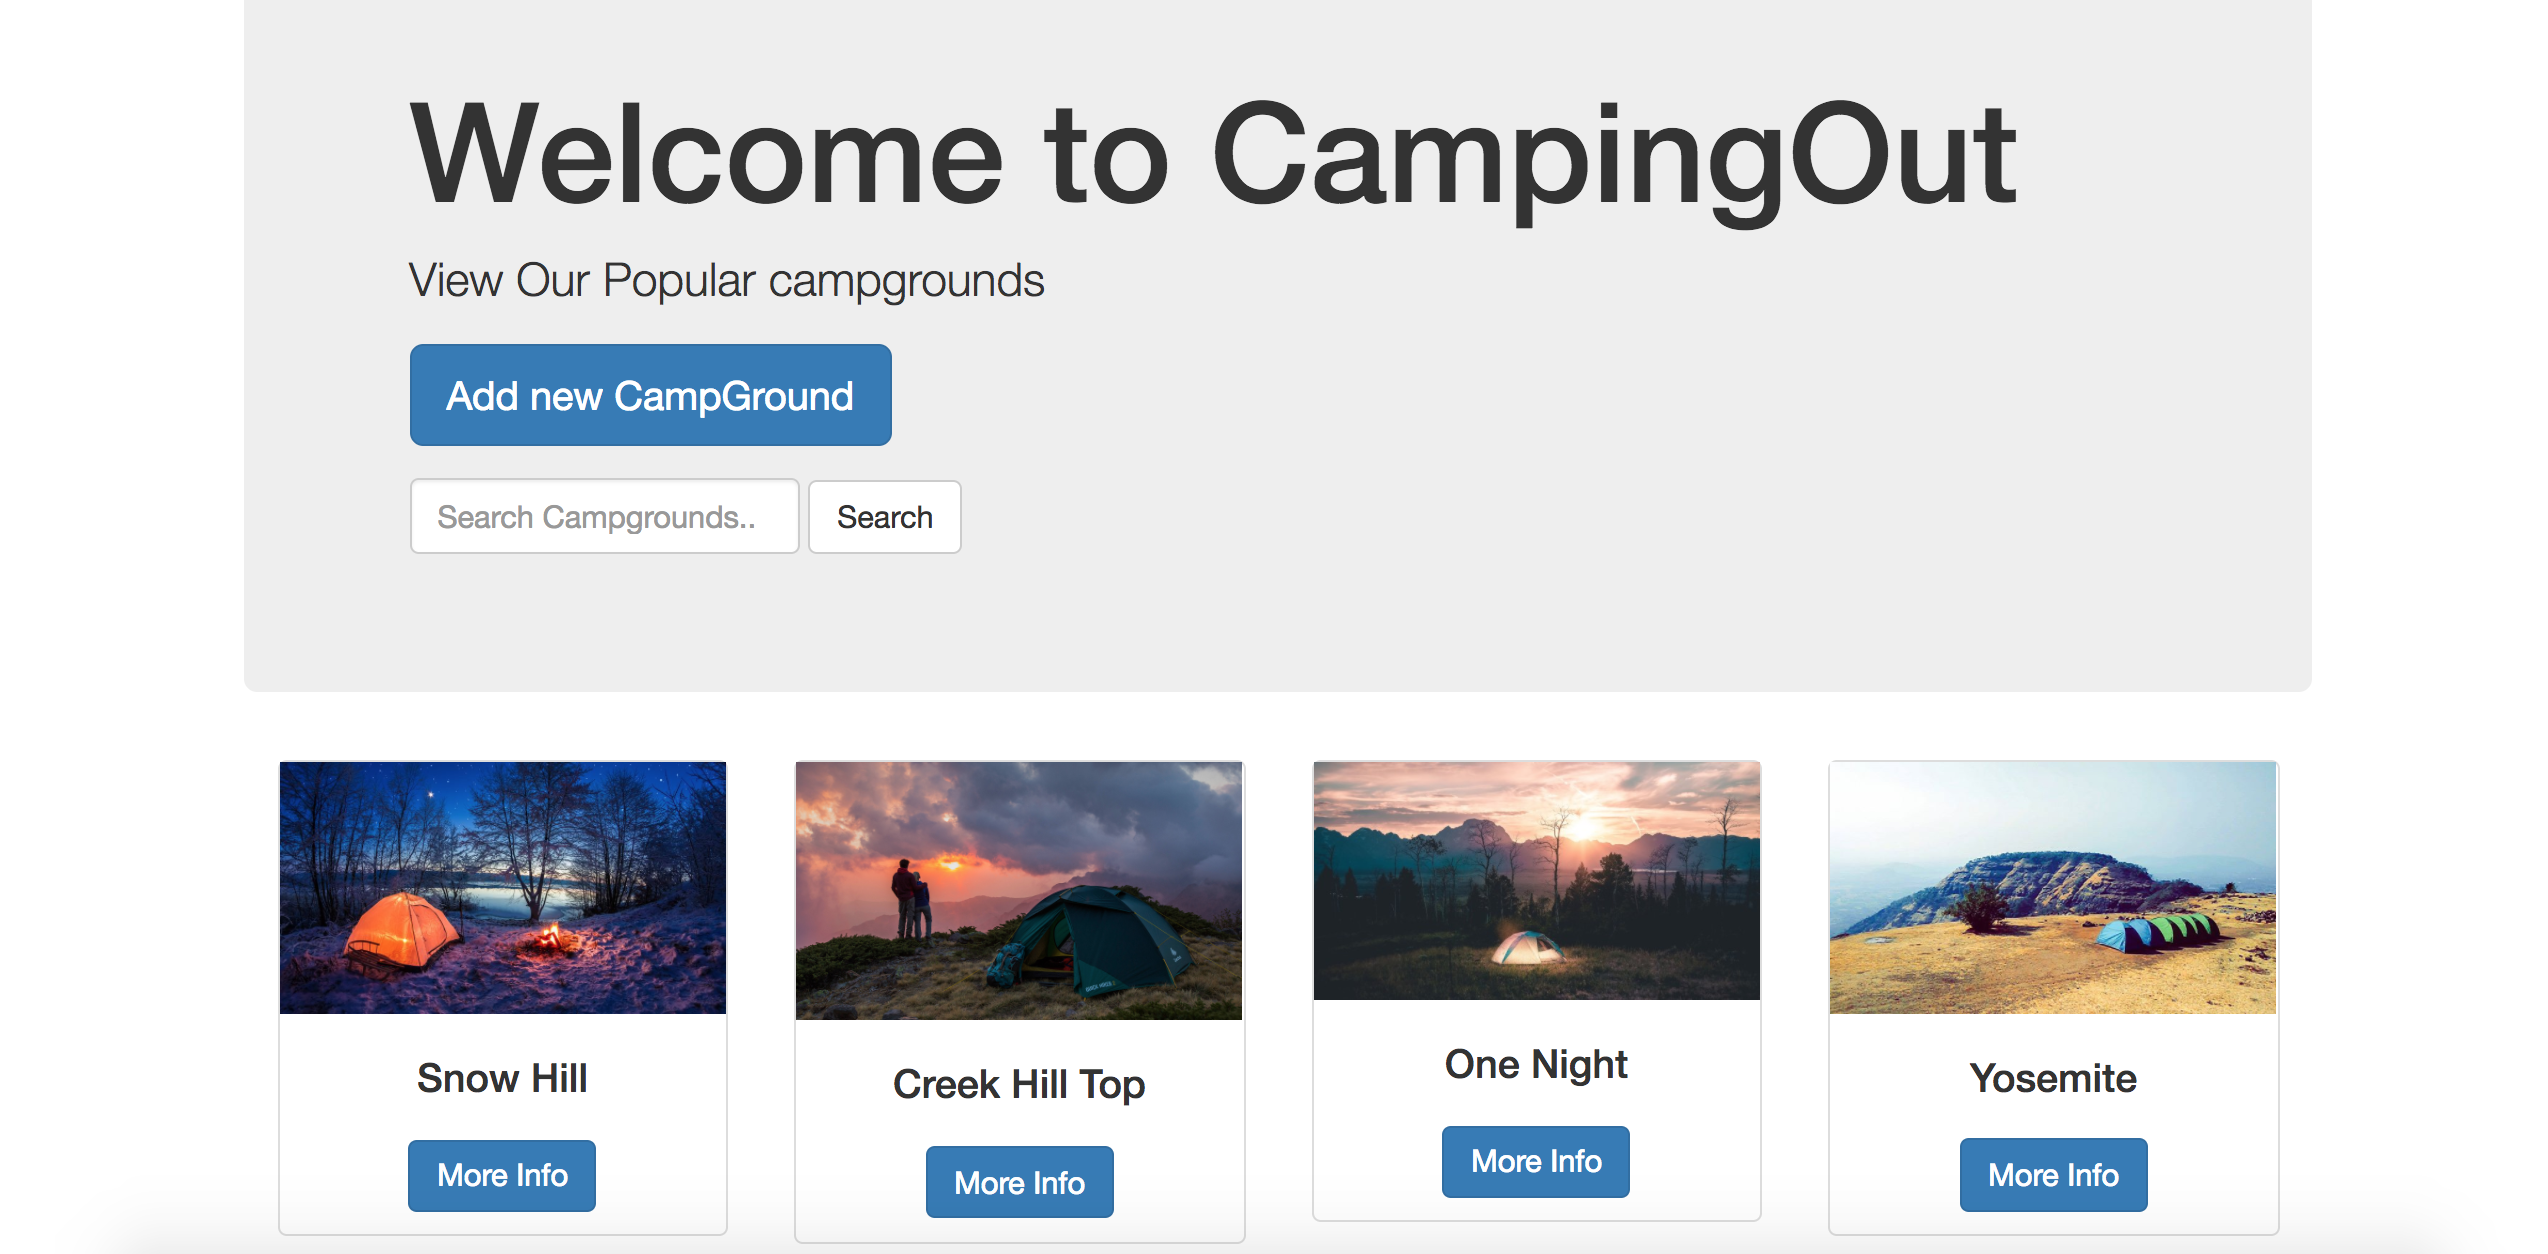 Welcome to CampingOut
View Our Popular campgrounds
Add new CampGround
Search Campgrounds.. Search
Snow Hill
Creek Hill Top
One Night
Yosemite
More Info
More Info
More Info
More Info